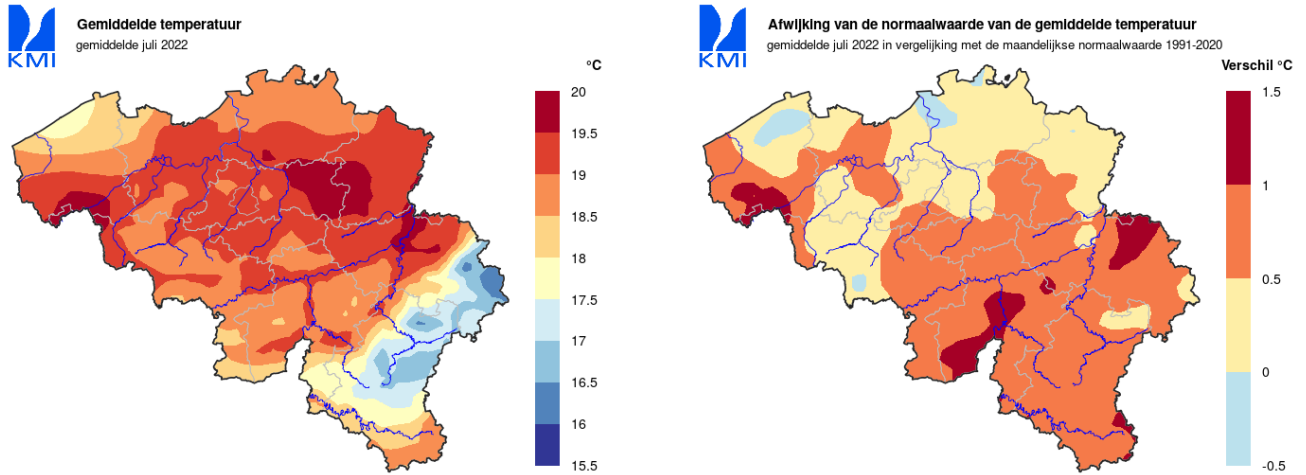 KMI
Gemiddelde temperatuur
gemiddelde juli 2022
°C
20
19.5
19
18.5
18
17.5
17
16.5
16
15.5
KMI
Afwijking van de normaalwaarde van de gemiddelde temperatuur
gemiddelde juli 2022 in vergelijking met de maandelijkse normaalwaarde 1991-2020
Verschil °C
1.5
1
0.5
0
-0.5